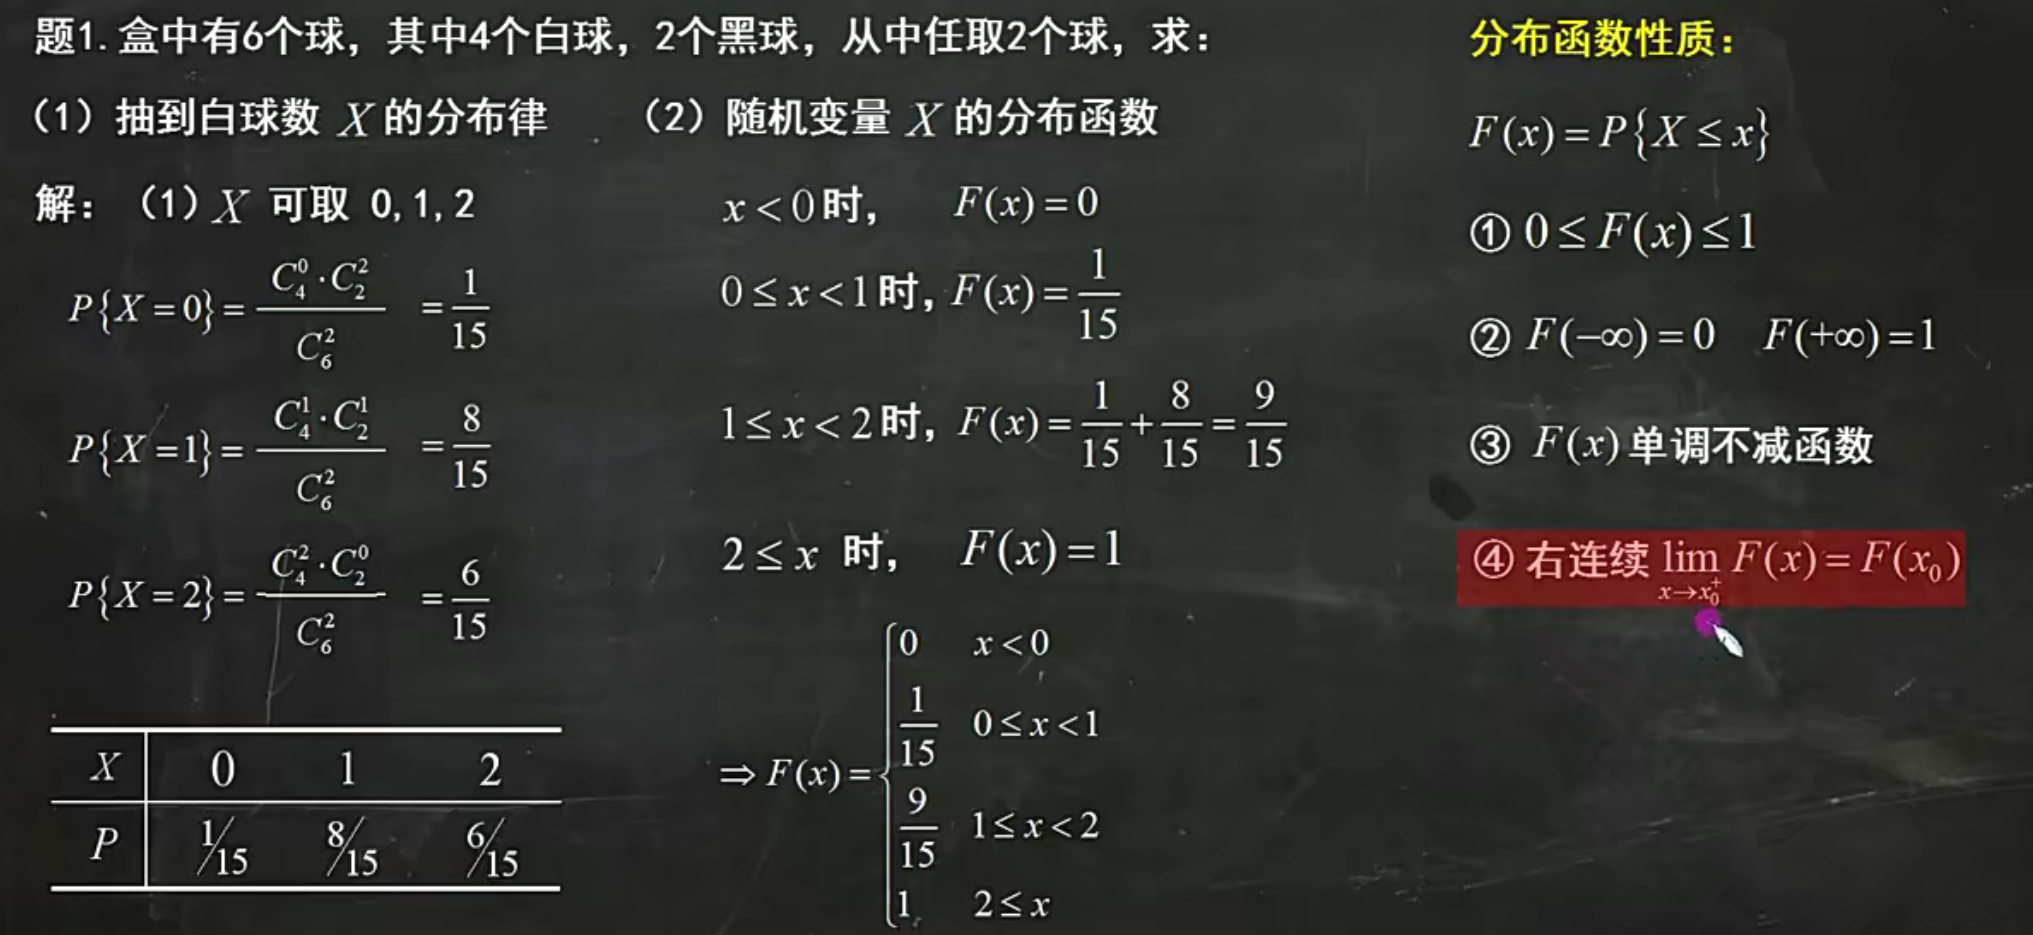 题1. 盒中有6个球，其中4个白球，2个黑球，从中任取2个球，求：
（1）抽到白球数 X 的分布律 （2）随机变量 X 的分布函数
解：（1）X 可取 0, 1, 2
P{X=0} = (C₄⁰·C₂²)/C₆² = 1/15
P{X=1} = (C₄¹·C₂¹)/C₆² = 8/15
P{X=2} = (C₄²·C₂⁰)/C₆² = 6/15
X 0 1 2
P 1/15 8/15 6/15
x<0时， F(x)=0
0≤x<1时，F(x)=1/15
1≤x<2时，F(x)=1/15+8/15=9/15
2≤x 时， F(x)=1
⇒F(x)={
0 x<0
1/15 0≤x<1
9/15 1≤x<2
1 2≤x
分布函数性质：
F(x)=P{X≤x}
① 0≤F(x)≤1
② F(−∞)=0 F(+∞)=1
③ F(x)单调不减函数
④ 右连续 lim_{x→x₀⁺} F(x)=F(x₀)